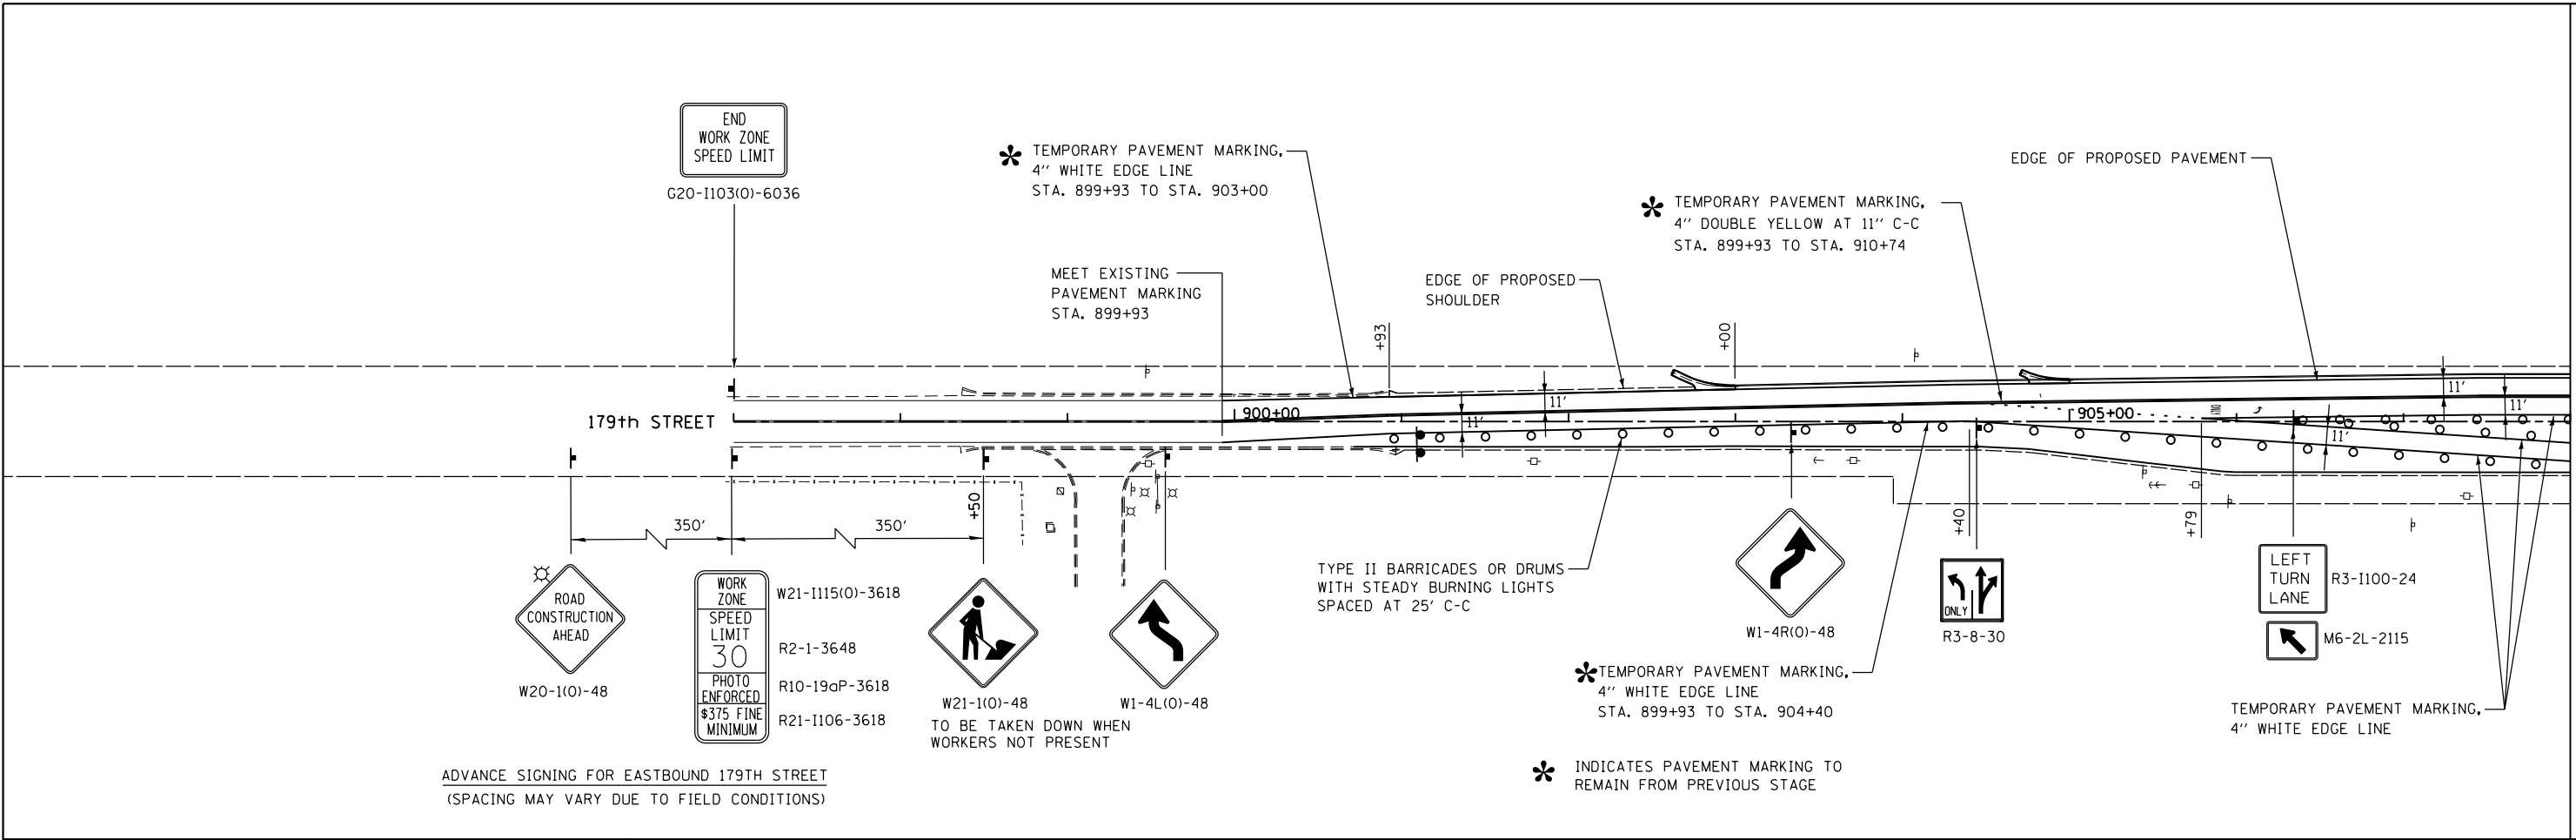 END
WORK ZONE
SPEED LIMIT
G20-I103(O)-6036
TEMPORARY PAVEMENT MARKING,
4'' WHITE EDGE LINE
STA. 899+93 TO STA. 903+00
EDGE OF PROPOSED PAVEMENT
TEMPORARY PAVEMENT MARKING,
4'' DOUBLE YELLOW AT 11'' C-C
STA. 899+93 TO STA. 910+74
MEET EXISTING
PAVEMENT MARKING
STA. 899+93
EDGE OF PROPOSED
SHOULDER
+93
+00
179th STREET
900+00
11'
11'
905+00
11'
11'
11'
350'
350'
+50
+40
+79
ROAD
CONSTRUCTION
AHEAD
W20-1(O)-48
WORK
ZONE
SPEED
LIMIT
30
PHOTO
ENFORCED
$375 FINE
MINIMUM
W21-I115(O)-3618
R2-1-3648
R10-19aP-3618
R21-I106-3618
W21-1(O)-48
TO BE TAKEN DOWN WHEN
WORKERS NOT PRESENT
W1-4L(O)-48
TYPE II BARRICADES OR DRUMS
WITH STEADY BURNING LIGHTS
SPACED AT 25' C-C
W1-4R(O)-48
ONLY
R3-8-30
LEFT
TURN
LANE
R3-I100-24
M6-2L-2115
TEMPORARY PAVEMENT MARKING,
4'' WHITE EDGE LINE
STA. 899+93 TO STA. 904+40
TEMPORARY PAVEMENT MARKING,
4'' WHITE EDGE LINE
INDICATES PAVEMENT MARKING TO
REMAIN FROM PREVIOUS STAGE
ADVANCE SIGNING FOR EASTBOUND 179TH STREET
(SPACING MAY VARY DUE TO FIELD CONDITIONS)